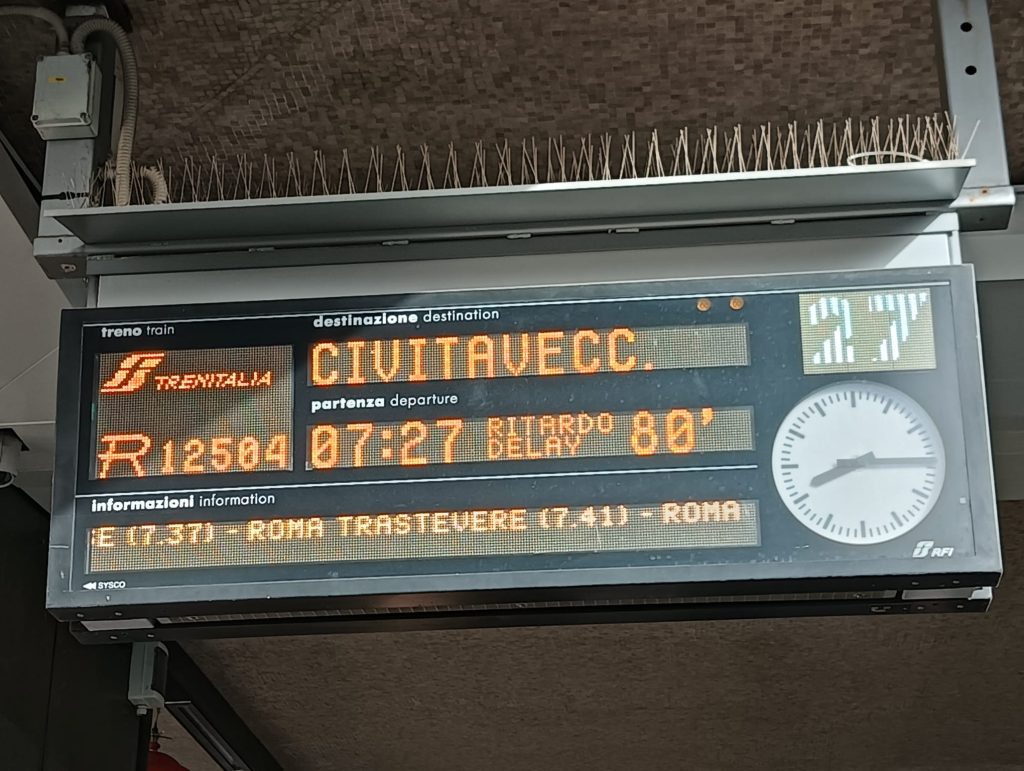 treno train
destinazione destination
TRENITALIA
CIVITAVECC.
27
partenza departure
R 12504
07:27 RITARDO DELAY 80'
informazioni information
E (7.37) - ROMA TRASTEVERE (7.41) - ROMA
SYSCO
RFI